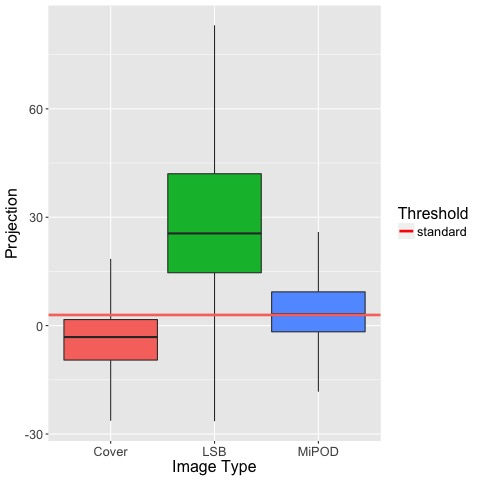 60
30
0
-30
Projection
Cover LSB MiPOD
Image Type
Threshold
standard